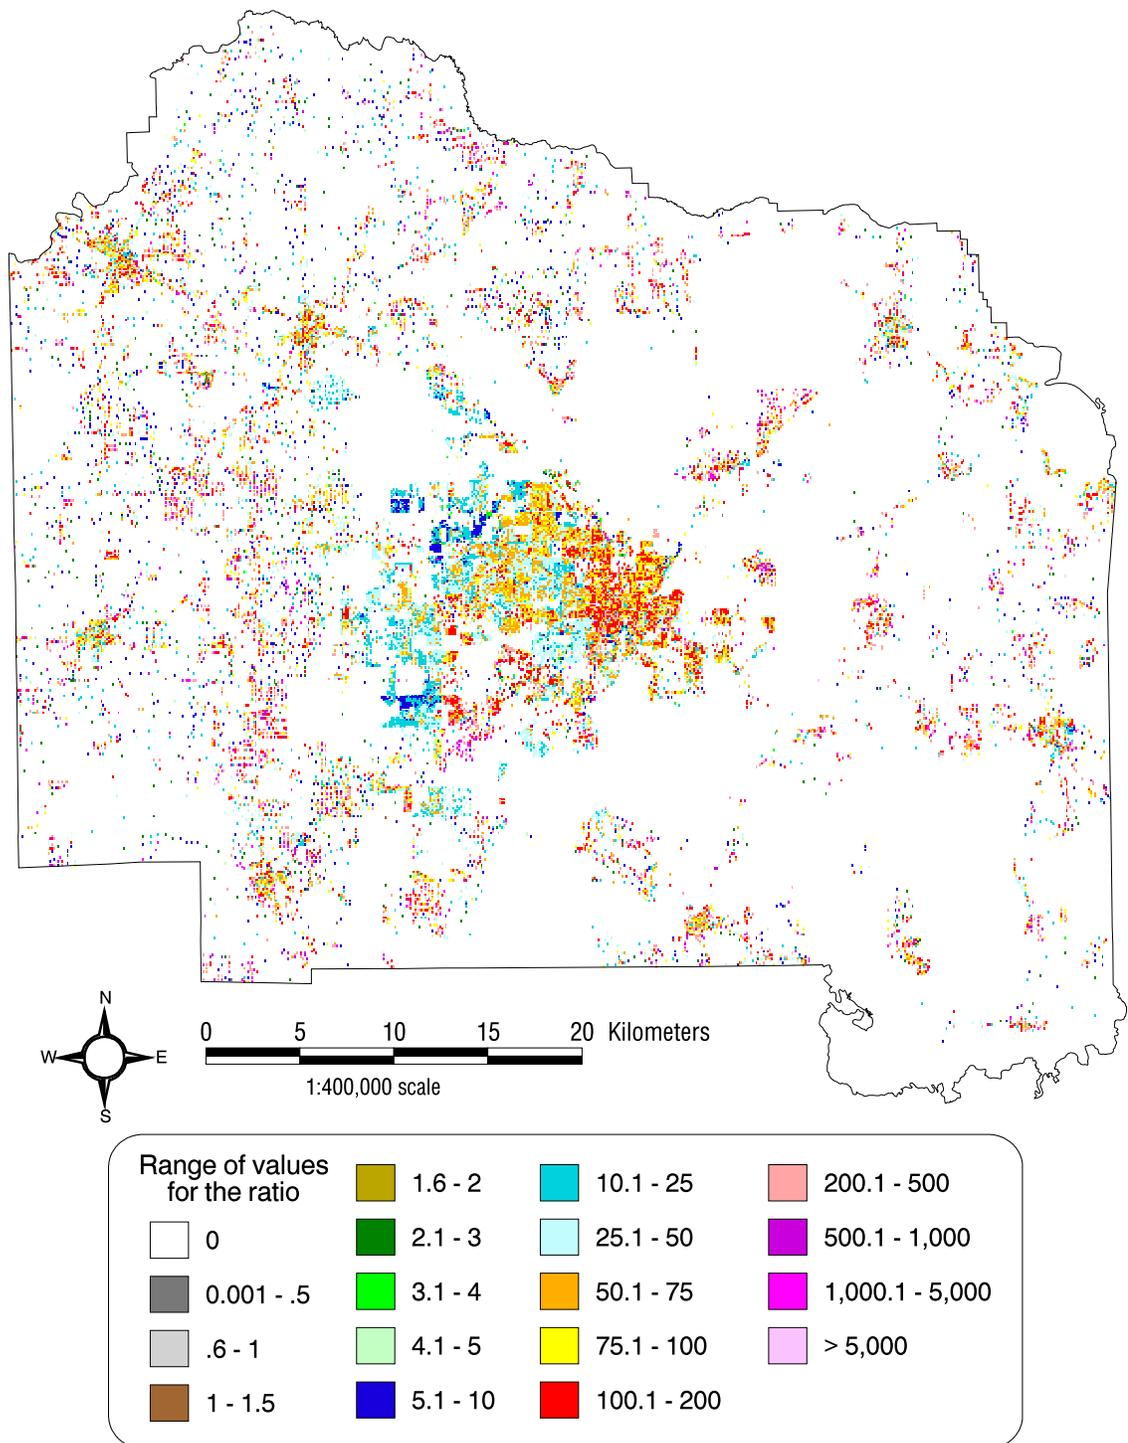 N
W E
S
0 5 10 15 20 Kilometers
1:400,000 scale
Range of values
for the ratio
0
0.001 - .5
.6 - 1
1 - 1.5
1.6 - 2
2.1 - 3
3.1 - 4
4.1 - 5
5.1 - 10
10.1 - 25
25.1 - 50
50.1 - 75
75.1 - 100
100.1 - 200
200.1 - 500
500.1 - 1,000
1,000.1 - 5,000
> 5,000